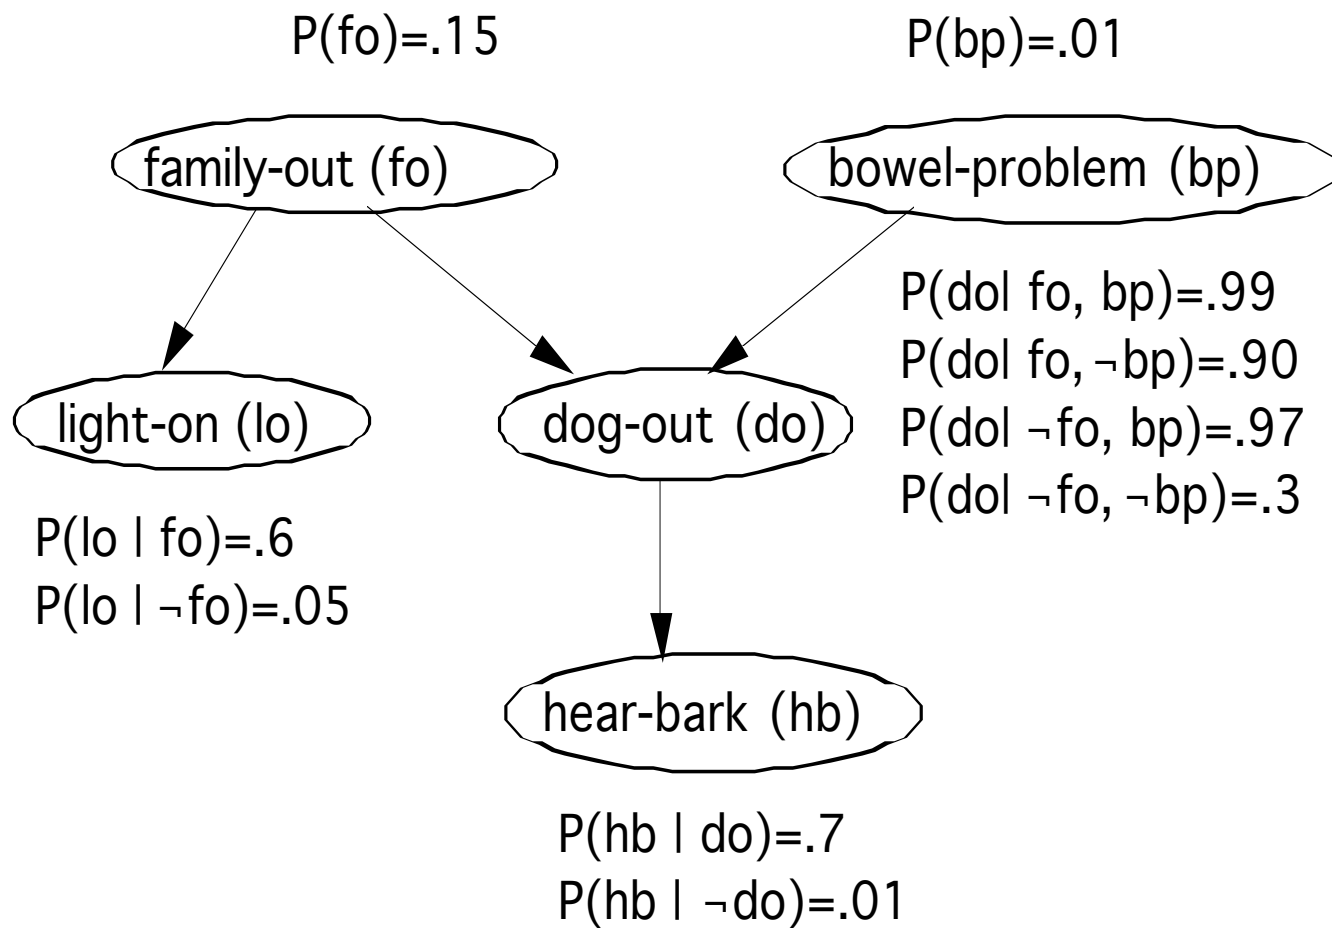 P(fo)=.15
P(bp)=.01
family-out (fo)
bowel-problem (bp)
P(do| fo, bp)=.99
P(do| fo, ¬bp)=.90
P(do| ¬fo, bp)=.97
P(do| ¬fo, ¬bp)=.3
light-on (lo)
dog-out (do)
P(lo | fo)=.6
P(lo | ¬fo)=.05
hear-bark (hb)
P(hb | do)=.7
P(hb | ¬do)=.01